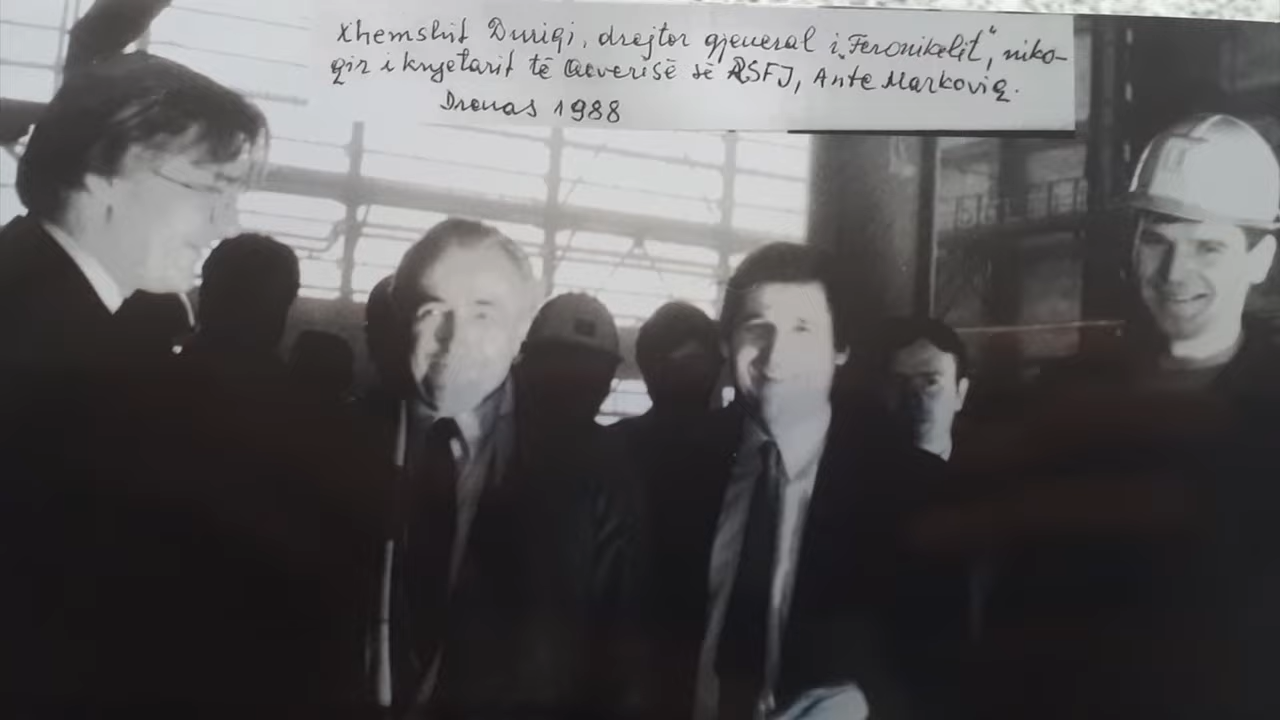 Xhemshit Duriqi, drejtor gjeneral i „Feronikelit“, niko-
qir i kryetarit të Qeverisë së RSFJ, Ante Markoviq.
Drenas 1988